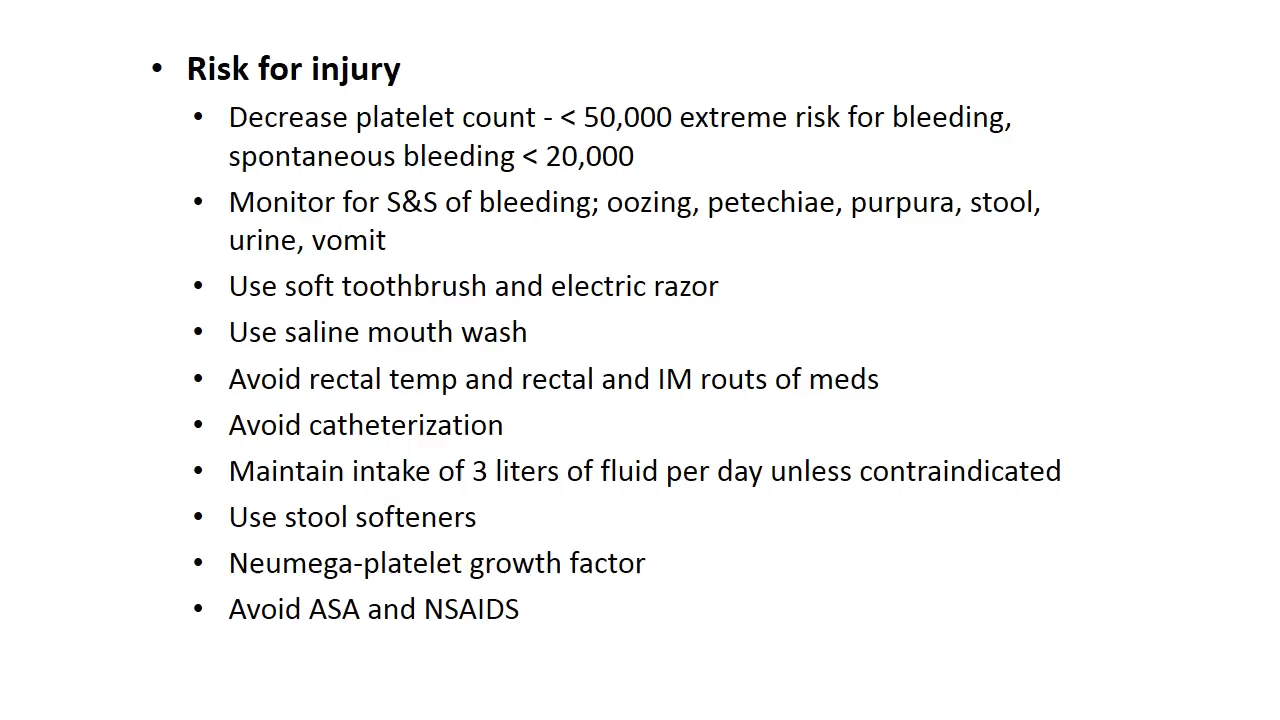 • Risk for injury
• Decrease platelet count - < 50,000 extreme risk for bleeding,
spontaneous bleeding < 20,000
• Monitor for S&S of bleeding; oozing, petechiae, purpura, stool,
urine, vomit
• Use soft toothbrush and electric razor
• Use saline mouth wash
• Avoid rectal temp and rectal and IM routs of meds
• Avoid catheterization
• Maintain intake of 3 liters of fluid per day unless contraindicated
• Use stool softeners
• Neumega-platelet growth factor
• Avoid ASA and NSAIDS